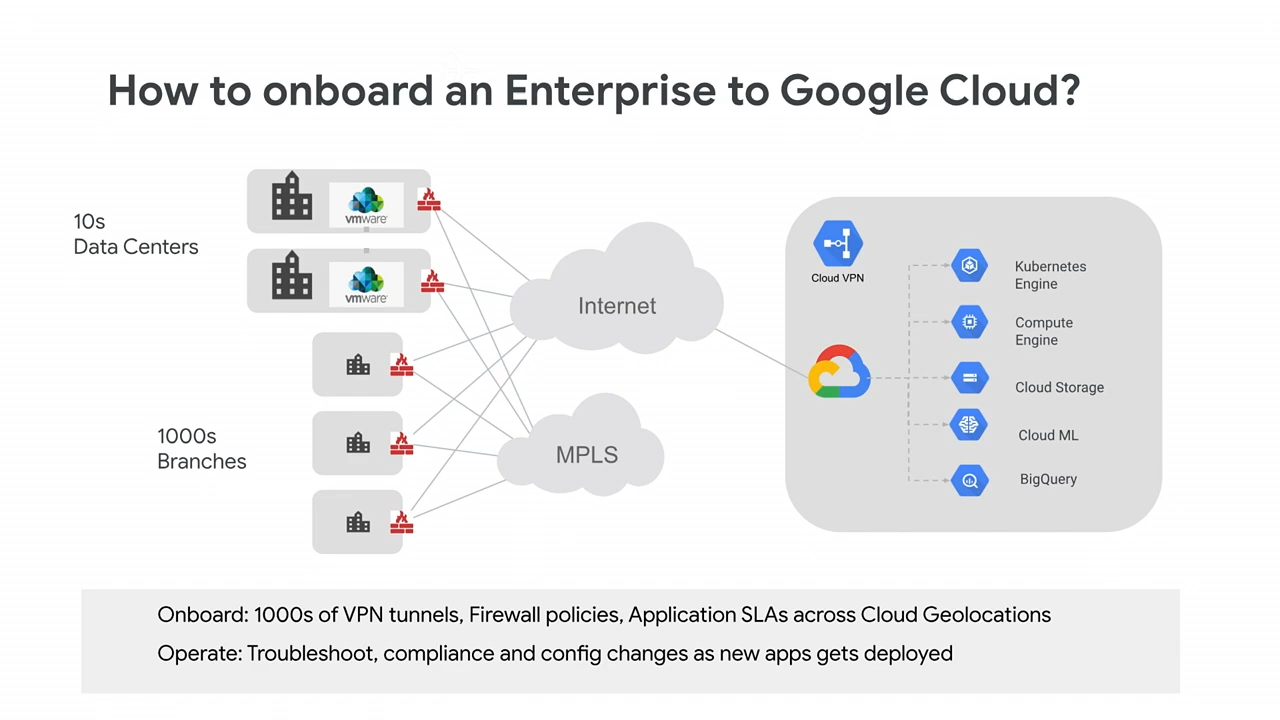 How to onboard an Enterprise to Google Cloud?
10s
Data Centers
vmware
vmware
1000s
Branches
Internet
MPLS
Cloud VPN
Kubernetes
Engine
Compute
Engine
Cloud Storage
Cloud ML
BigQuery
Onboard: 1000s of VPN tunnels, Firewall policies, Application SLAs across Cloud Geolocations
Operate: Troubleshoot, compliance and config changes as new apps gets deployed